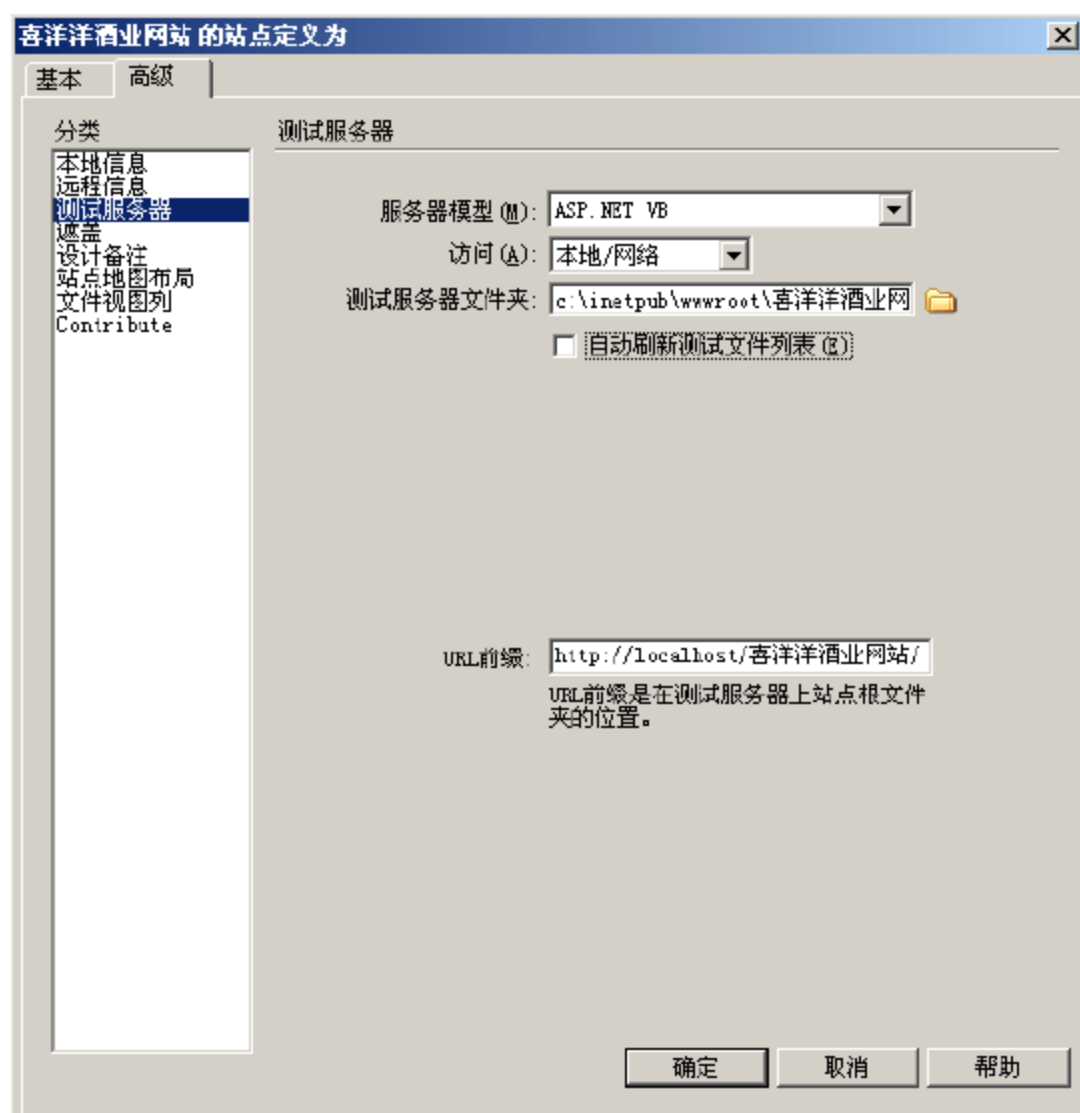 喜洋洋酒业网站 的站点定义为
基本
高级
分类
本地信息
远程信息
测试服务器
遮盖
设计备注
站点地图布局
文件视图列
Contribute
测试服务器
服务器模型(M): ASP.NET VB
访问(A): 本地/网络
测试服务器文件夹: c:\inetpub\wwwroot\喜洋洋酒业网
自动刷新测试文件列表(E)
URL前缀: http://localhost/喜洋洋酒业网站/
URL前缀是在测试服务器上站点根文件
夹的位置。
确定
取消
帮助